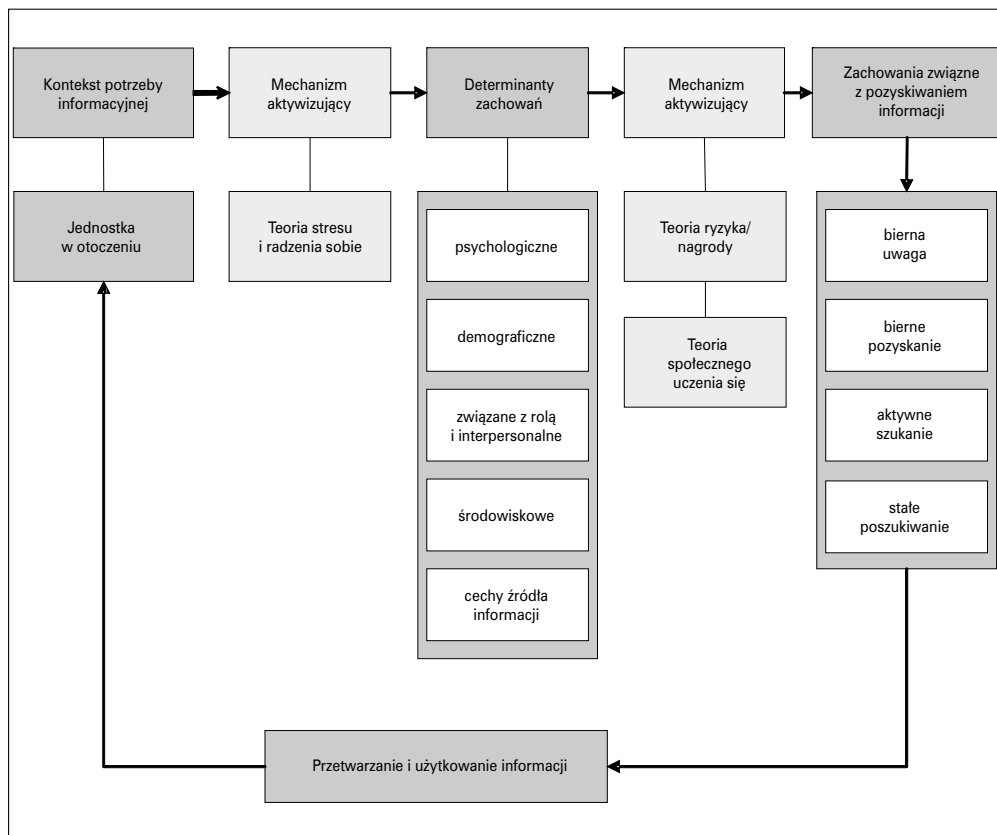 Kontekst potrzeby
informacyjnej
Mechanizm
aktywizujący
Determinanty
zachowań
Mechanizm
aktywizujący
Zachowania związne
z pozyskiwaniem
informacji
Jednostka
w otoczeniu
Teoria stresu
i radzenia sobie
psychologiczne
demograficzne
związane z rolą
i interpersonalne
środowiskowe
cechy źródła
informacji
Teoria ryzyka/
nagrody
Teoria
społecznego
uczenia się
bierna
uwaga
bierne
pozyskanie
aktywne
szukanie
stałe
poszukiwanie
Przetwarzanie i użytkowanie informacji